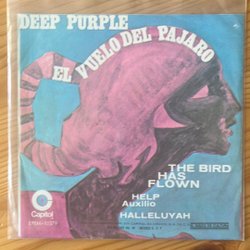 DEEP PURPLE
EL VUELO DEL PAJARO
THE BIRD
HAS
FLOWN
HELP
Auxilio
HALLELUYAH
Capitol